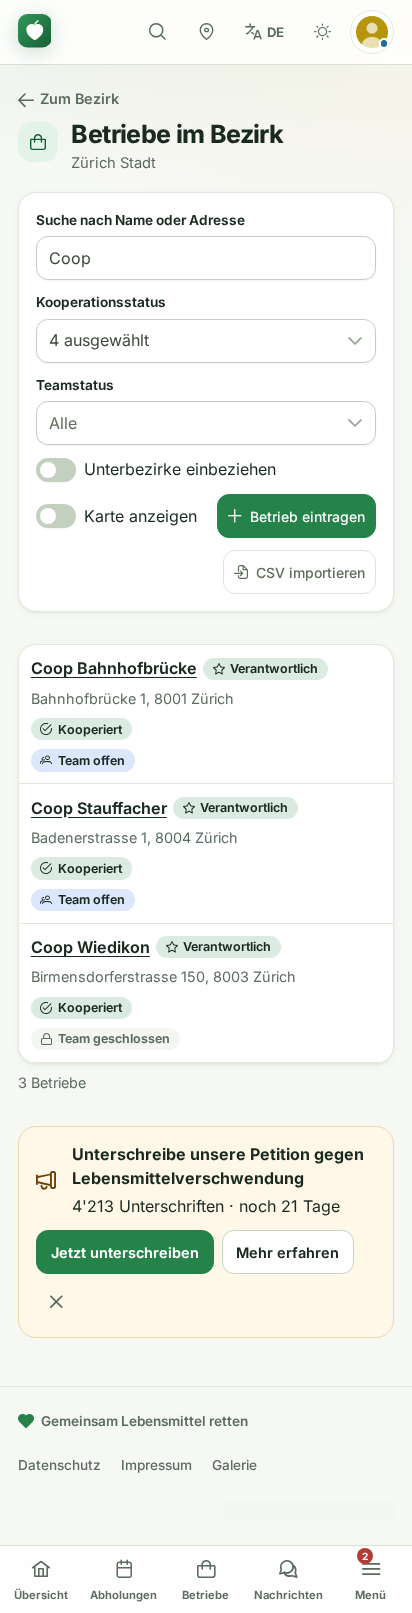 DE
Zum Bezirk
Betriebe im Bezirk
Zürich Stadt
Suche nach Name oder Adresse
Coop
Kooperationsstatus
4 ausgewählt
Teamstatus
Alle
Unterbezirke einbeziehen
Karte anzeigen
Betrieb eintragen
CSV importieren
Coop Bahnhofbrücke Verantwortlich
Bahnhofbrücke 1, 8001 Zürich
Kooperiert
Team offen
Coop Stauffacher Verantwortlich
Badenerstrasse 1, 8004 Zürich
Kooperiert
Team offen
Coop Wiedikon Verantwortlich
Birmensdorferstrasse 150, 8003 Zürich
Kooperiert
Team geschlossen
3 Betriebe
Unterschreibe unsere Petition gegen
Lebensmittelverschwendung
4'213 Unterschriften · noch 21 Tage
Jetzt unterschreiben Mehr erfahren
Gemeinsam Lebensmittel retten
Datenschutz Impressum Galerie
2
Übersicht Abholungen Betriebe Nachrichten Menü